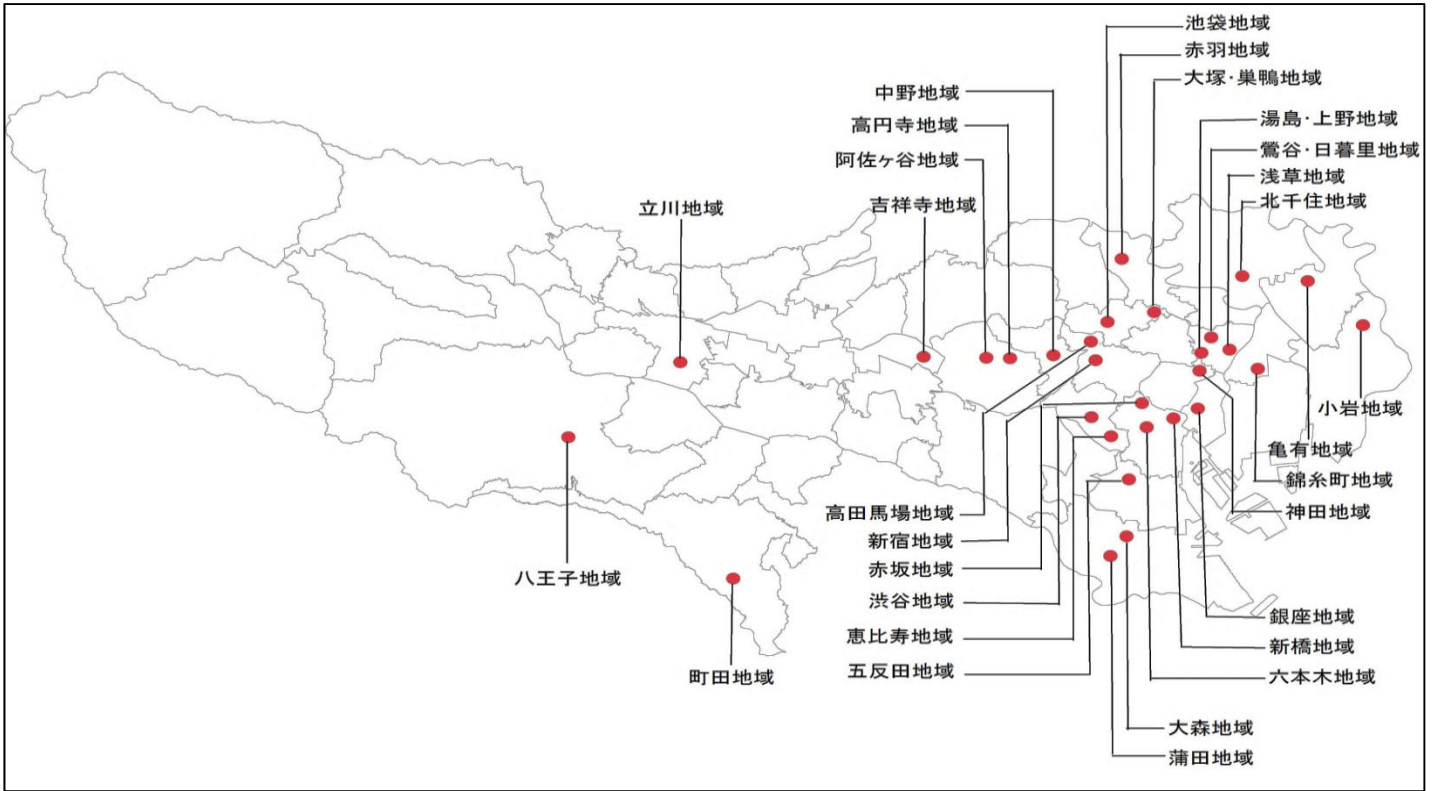 池袋地域
赤羽地域
大塚・巣鴨地域
中野地域
湯島・上野地域
高円寺地域
鶯谷・日暮里地域
阿佐ヶ谷地域
浅草地域
北千住地域
立川地域
吉祥寺地域
小岩地域
亀有地域
錦糸町地域
高田馬場地域
神田地域
新宿地域
赤坂地域
八王子地域
渋谷地域
銀座地域
恵比寿地域
新橋地域
五反田地域
六本木地域
町田地域
大森地域
蒲田地域